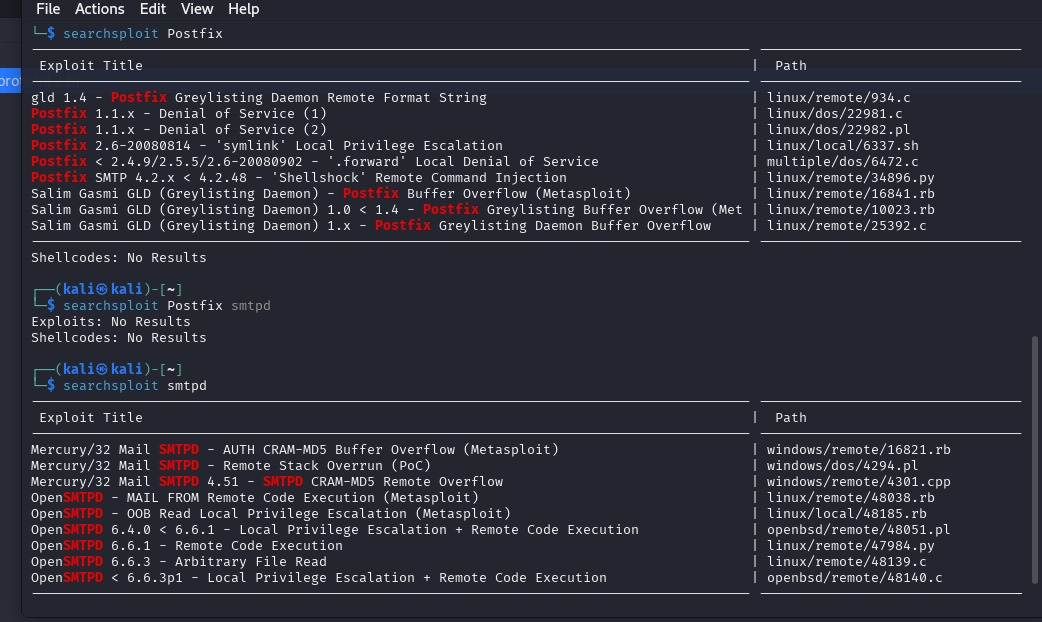 File Actions Edit View Help
└─$ searchsploit Postfix
Exploit Title | Path
gld 1.4 - Postfix Greylisting Daemon Remote Format String | linux/remote/934.c
Postfix 1.1.x - Denial of Service (1) | linux/dos/22981.c
Postfix 1.1.x - Denial of Service (2) | linux/dos/22982.pl
Postfix 2.6-20080814 - 'symlink' Local Privilege Escalation | linux/local/6337.sh
Postfix < 2.4.9/2.5.5/2.6-20080902 - '.forward' Local Denial of Service | multiple/dos/6472.c
Postfix SMTP 4.2.x < 4.2.48 - 'Shellshock' Remote Command Injection | linux/remote/34896.py
Salim Gasmi GLD (Greylisting Daemon) - Postfix Buffer Overflow (Metasploit) | linux/remote/16841.rb
Salim Gasmi GLD (Greylisting Daemon) 1.0 < 1.4 - Postfix Greylisting Buffer Overflow (Met | linux/remote/10023.rb
Salim Gasmi GLD (Greylisting Daemon) 1.x - Postfix Greylisting Daemon Buffer Overflow | linux/remote/25392.c
Shellcodes: No Results
┌──(kali㉿kali)-[~]
└─$ searchsploit Postfix smtpd
Exploits: No Results
Shellcodes: No Results
┌──(kali㉿kali)-[~]
└─$ searchsploit smtpd
Exploit Title | Path
Mercury/32 Mail SMTPD - AUTH CRAM-MD5 Buffer Overflow (Metasploit) | windows/remote/16821.rb
Mercury/32 Mail SMTPD - Remote Stack Overrun (PoC) | windows/dos/4294.pl
Mercury/32 Mail SMTPD 4.51 - SMTPD CRAM-MD5 Remote Overflow | windows/remote/4301.cpp
OpenSMTPD - MAIL FROM Remote Code Execution (Metasploit) | linux/remote/48038.rb
OpenSMTPD - OOB Read Local Privilege Escalation (Metasploit) | linux/local/48185.rb
OpenSMTPD 6.4.0 < 6.6.1 - Local Privilege Escalation + Remote Code Execution | openbsd/remote/48051.pl
OpenSMTPD 6.6.1 - Remote Code Execution | linux/remote/47984.py
OpenSMTPD 6.6.3 - Arbitrary File Read | linux/remote/48139.c
OpenSMTPD < 6.6.3p1 - Local Privilege Escalation + Remote Code Execution | openbsd/remote/48140.c